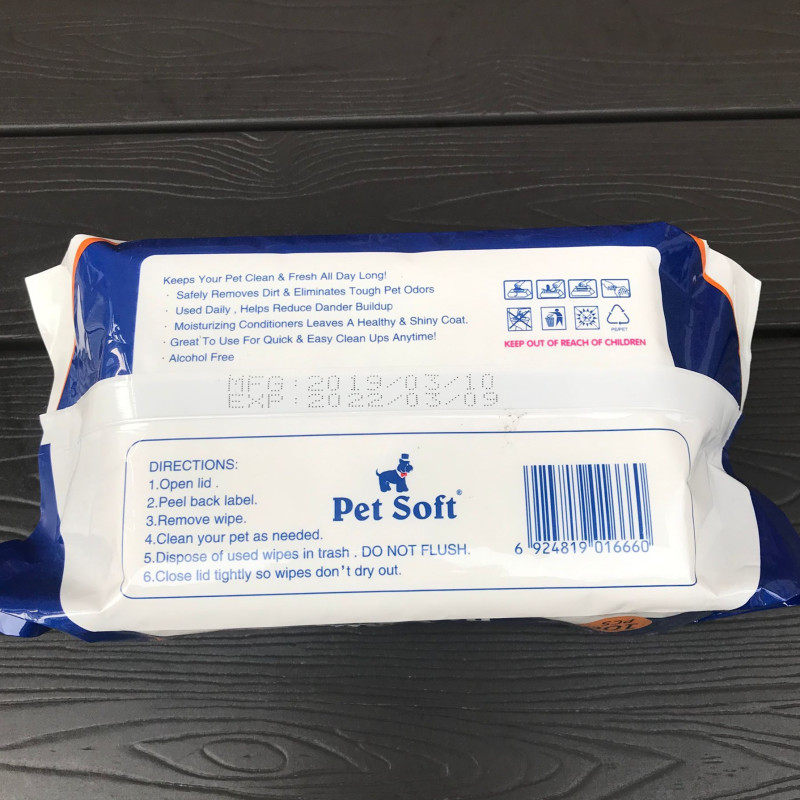 Keeps Your Pet Clean & Fresh All Day Long!
· Safely Removes Dirt & Eliminates Tough Pet Odors
· Used Daily , Helps Reduce Dander Buildup
· Moisturizing Conditioners Leaves A Healthy & Shiny Coat.
· Great To Use For Quick & Easy Clean Ups Anytime!
· Alcohol Free
PE/PET
KEEP OUT OF REACH OF CHILDREN
MFG:2019/03/10
EXP:2022/03/09
DIRECTIONS:
1.Open lid .
2.Peel back label.
3.Remove wipe.
4.Clean your pet as needed.
5.Dispose of used wipes in trash . DO NOT FLUSH.
6.Close lid tightly so wipes don't dry out.
Pet Soft®
6 924819 016660
PCS